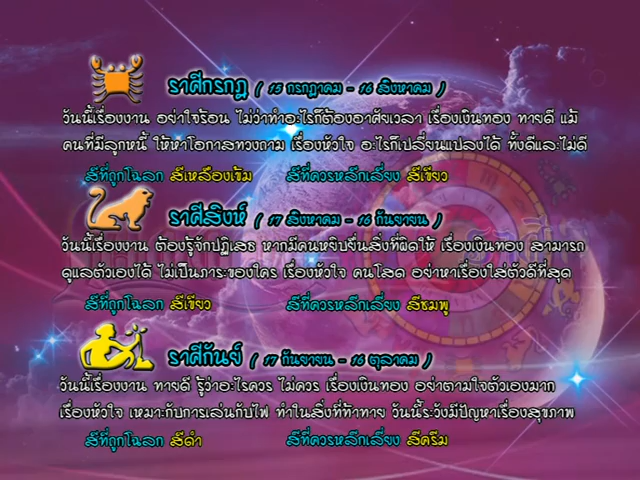 ราศีกรกฎ ( 15 กรกฎาคม - 16 สิงหาคม )
วันนี้เรื่องงาน อย่าใจร้อน ไม่ว่าทำอะไรก็ต้องอาศัยเวลา เรื่องเงินทอง ทายดี แม้
คนที่มีลูกหนี้ ให้หาโอกาสทวงถาม เรื่องหัวใจ อะไรก็เปลี่ยนแปลงได้ ทั้งดีและไม่ดี
สีที่ถูกโฉลก สีเหลืองเข้ม สีที่ควรหลีกเลี่ยง สีเขียว
ราศีสิงห์ ( 17 สิงหาคม - 16 กันยายน )
วันนี้เรื่องงาน ต้องรู้จักปฏิเสธ หากมีคนหยิบยื่นสิ่งที่ผิดให้ เรื่องเงินทอง สามารถ
ดูแลตัวเองได้ ไม่เป็นภาระของใคร เรื่องหัวใจ คนโสด อย่าหาเรื่องใส่ตัวดีที่สุด
สีที่ถูกโฉลก สีเขียว สีที่ควรหลีกเลี่ยง สีชมพู
ราศีกันย์ ( 17 กันยายน - 16 ตุลาคม )
วันนี้เรื่องงาน ทายดี รู้ว่าอะไรควร ไม่ควร เรื่องเงินทอง อย่าตามใจตัวเองมาก
เรื่องหัวใจ เหมาะกับการเล่นกับไฟ ทำในสิ่งที่ท้าทาย วันนี้ระวังมีปัญหาเรื่องสุขภาพ
สีที่ถูกโฉลก สีดำ สีที่ควรหลีกเลี่ยง สีครีม